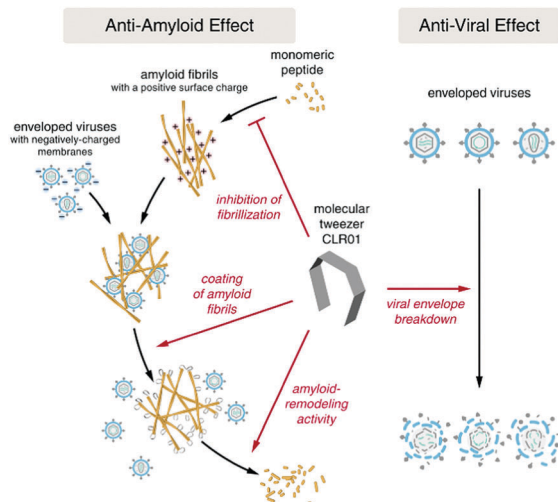 Anti-Amyloid Effect
Anti-Viral Effect
monomeric
peptide
amyloid fibrils
with a positive surface charge
enveloped viruses
with negatively-charged
membranes
enveloped viruses
inhibition of
fibrillization
molecular
tweezer
CLR01
coating
of amyloid
fibrils
viral envelope
breakdown
amyloid-
remodeling
activity